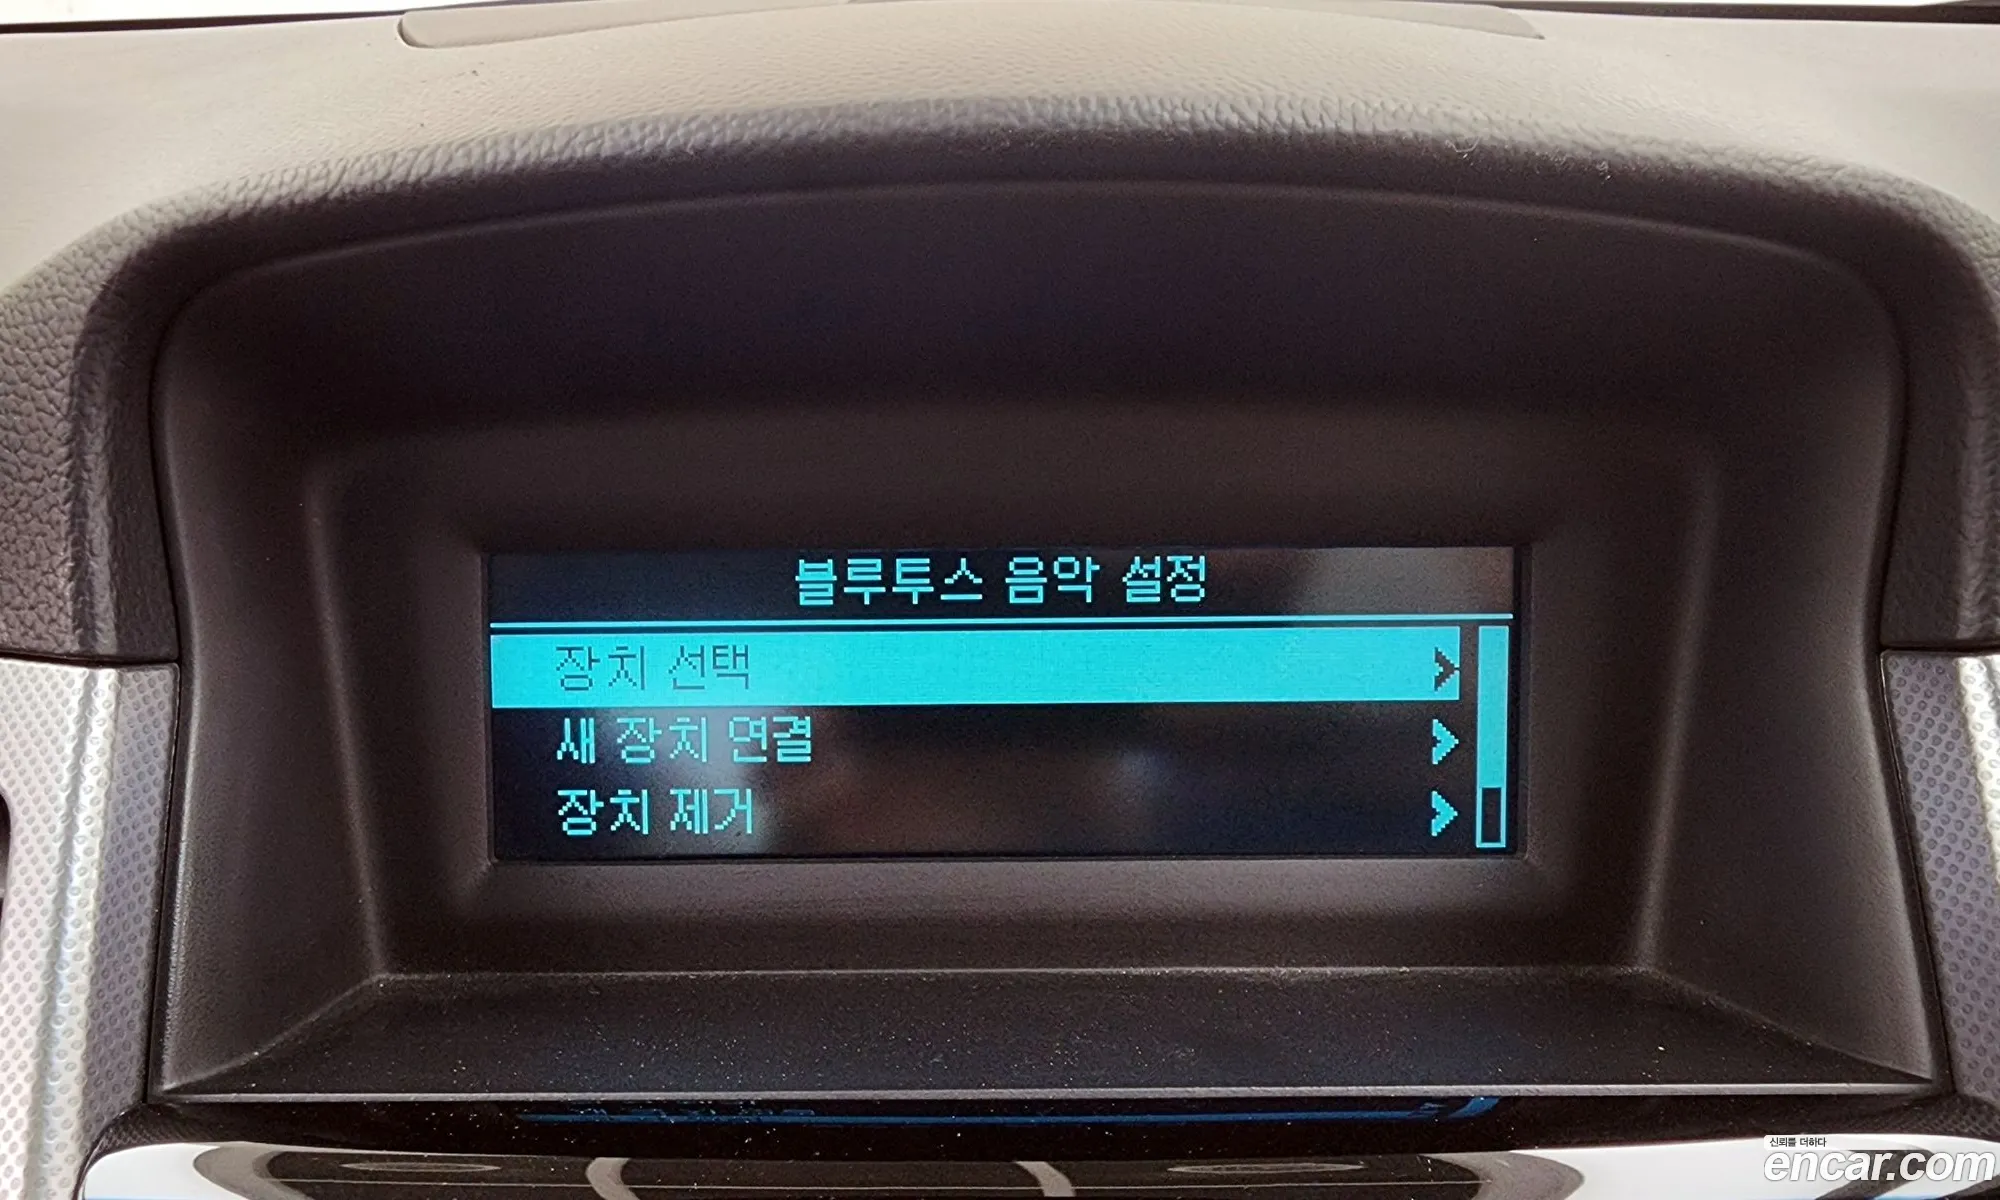 블루투스 음악 설정
장치 선택
새 장치 연결
장치 제거
신뢰를 더하다
encar.com